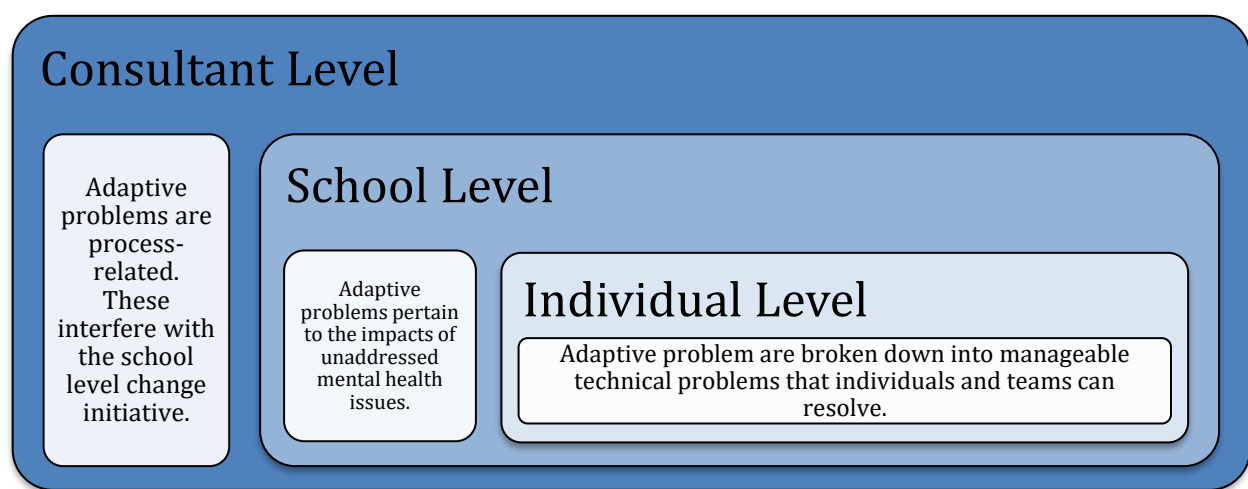 Consultant Level
Adaptive
problems are
process-
related.
These
interfere with
the school
level change
initiative.
School Level
Adaptive
problems pertain
to the impacts of
unaddressed
mental health
issues.
Individual Level
Adaptive problem are broken down into manageable
technical problems that individuals and teams can
resolve.